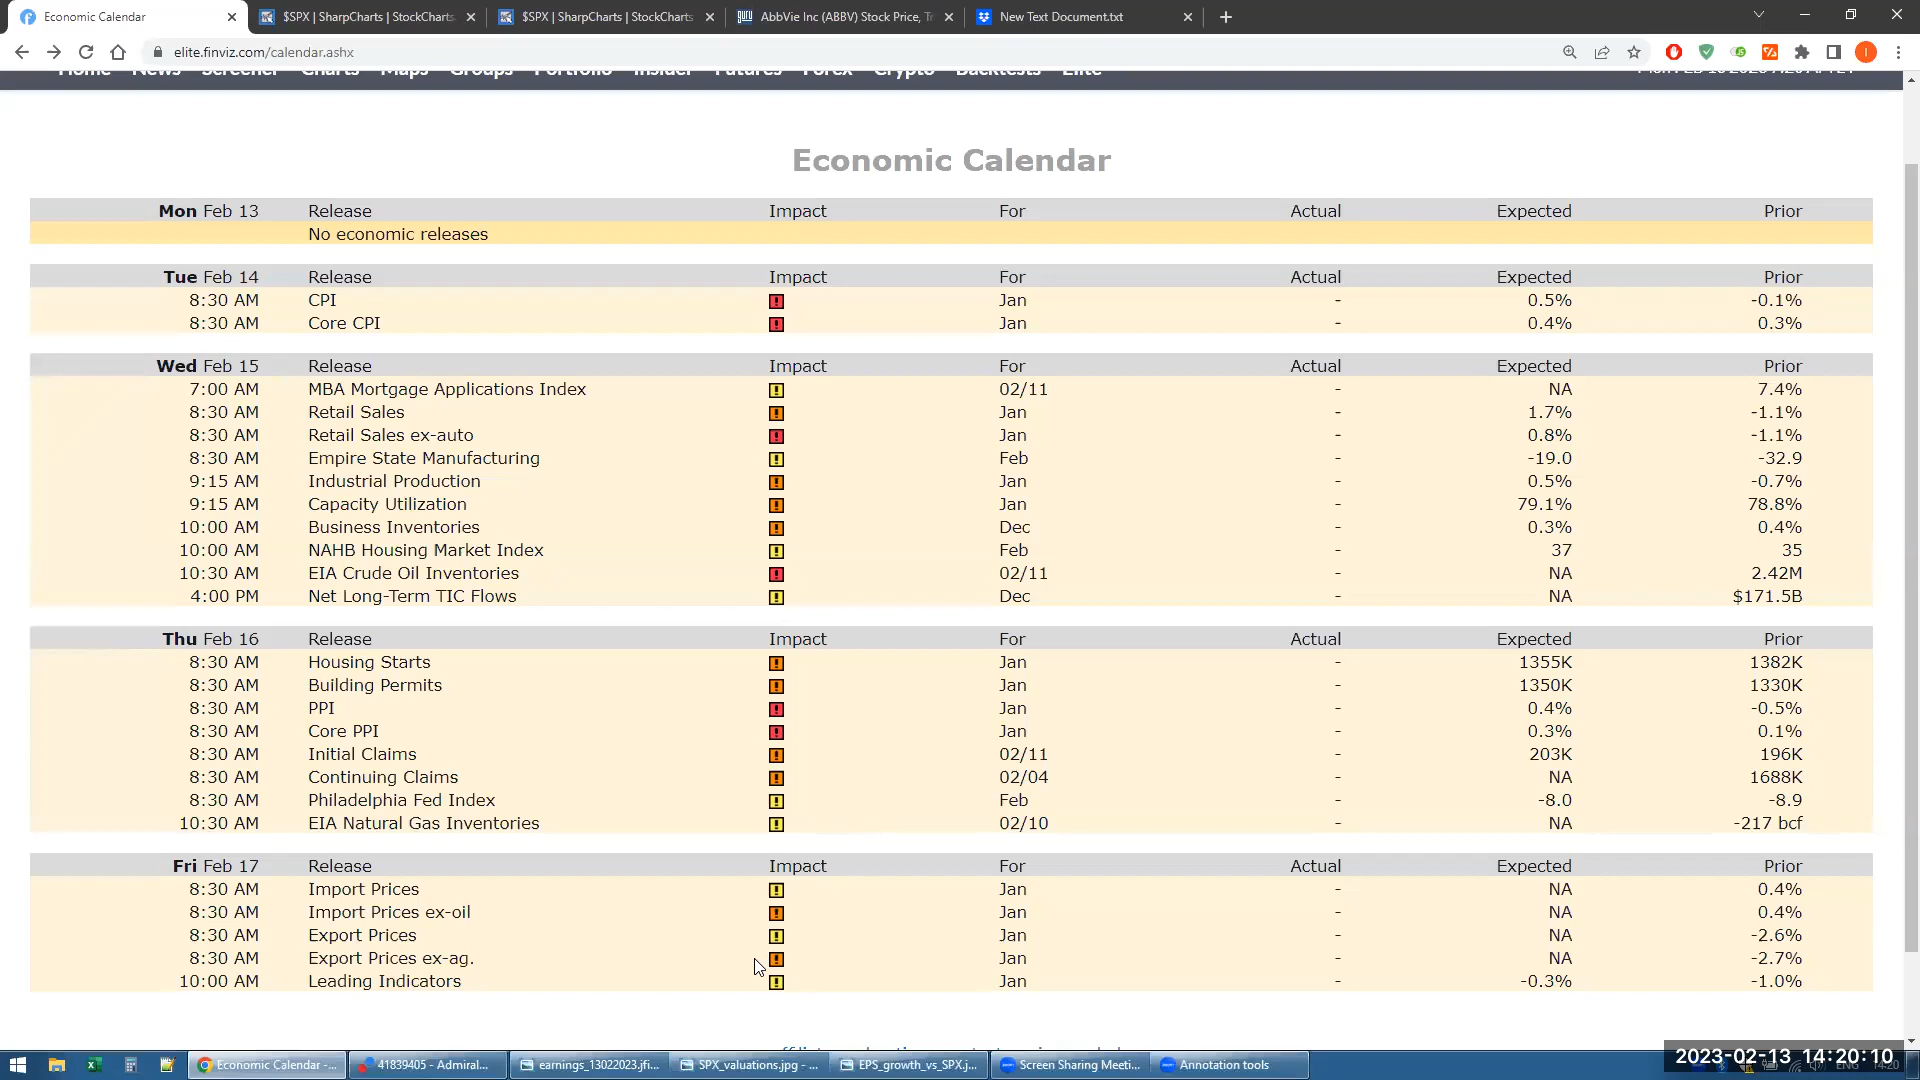 Economic Calendar
$SPX | SharpCharts | StockCharts.
$SPX | SharpCharts | StockCharts
AbbVie Inc (ABBV) Stock Price, Tr
New Text Document.txt
elite.finviz.com/calendar.ashx
Home News Screener Charts Maps Groups Portfolio Insider Futures Forex Crypto Backtests Elite
Economic Calendar
Mon Feb 13 Release Impact For Actual Expected Prior
No economic releases
Tue Feb 14 Release Impact For Actual Expected Prior
8:30 AM CPI Jan - 0.5% -0.1%
8:30 AM Core CPI Jan - 0.4% 0.3%
Wed Feb 15 Release Impact For Actual Expected Prior
7:00 AM MBA Mortgage Applications Index 02/11 - NA 7.4%
8:30 AM Retail Sales Jan - 1.7% -1.1%
8:30 AM Retail Sales ex-auto Jan - 0.8% -1.1%
8:30 AM Empire State Manufacturing Feb - -19.0 -32.9
9:15 AM Industrial Production Jan - 0.5% -0.7%
9:15 AM Capacity Utilization Jan - 79.1% 78.8%
10:00 AM Business Inventories Dec - 0.3% 0.4%
10:00 AM NAHB Housing Market Index Feb - 37 35
10:30 AM EIA Crude Oil Inventories 02/11 - NA 2.42M
4:00 PM Net Long-Term TIC Flows Dec - NA $171.5B
Thu Feb 16 Release Impact For Actual Expected Prior
8:30 AM Housing Starts Jan - 1355K 1382K
8:30 AM Building Permits Jan - 1350K 1330K
8:30 AM PPI Jan - 0.4% -0.5%
8:30 AM Core PPI Jan - 0.3% 0.1%
8:30 AM Initial Claims 02/11 - 203K 196K
8:30 AM Continuing Claims 02/04 - NA 1688K
8:30 AM Philadelphia Fed Index Feb - -8.0 -8.9
10:30 AM EIA Natural Gas Inventories 02/10 - NA -217 bcf
Fri Feb 17 Release Impact For Actual Expected Prior
8:30 AM Import Prices Jan - NA 0.4%
8:30 AM Import Prices ex-oil Jan - NA 0.4%
8:30 AM Export Prices Jan - NA -2.6%
8:30 AM Export Prices ex-ag. Jan - NA -2.7%
10:00 AM Leading Indicators Jan - -0.3% -1.0%
Economic Calendar -...
41839405 - Admiral...
earnings_13022023.jfi...
SPX_valuations.jpg - ...
EPS_growth_vs_SPX.j...
Screen Sharing Meeti...
Annotation tools
2023-02-13 14:20:10